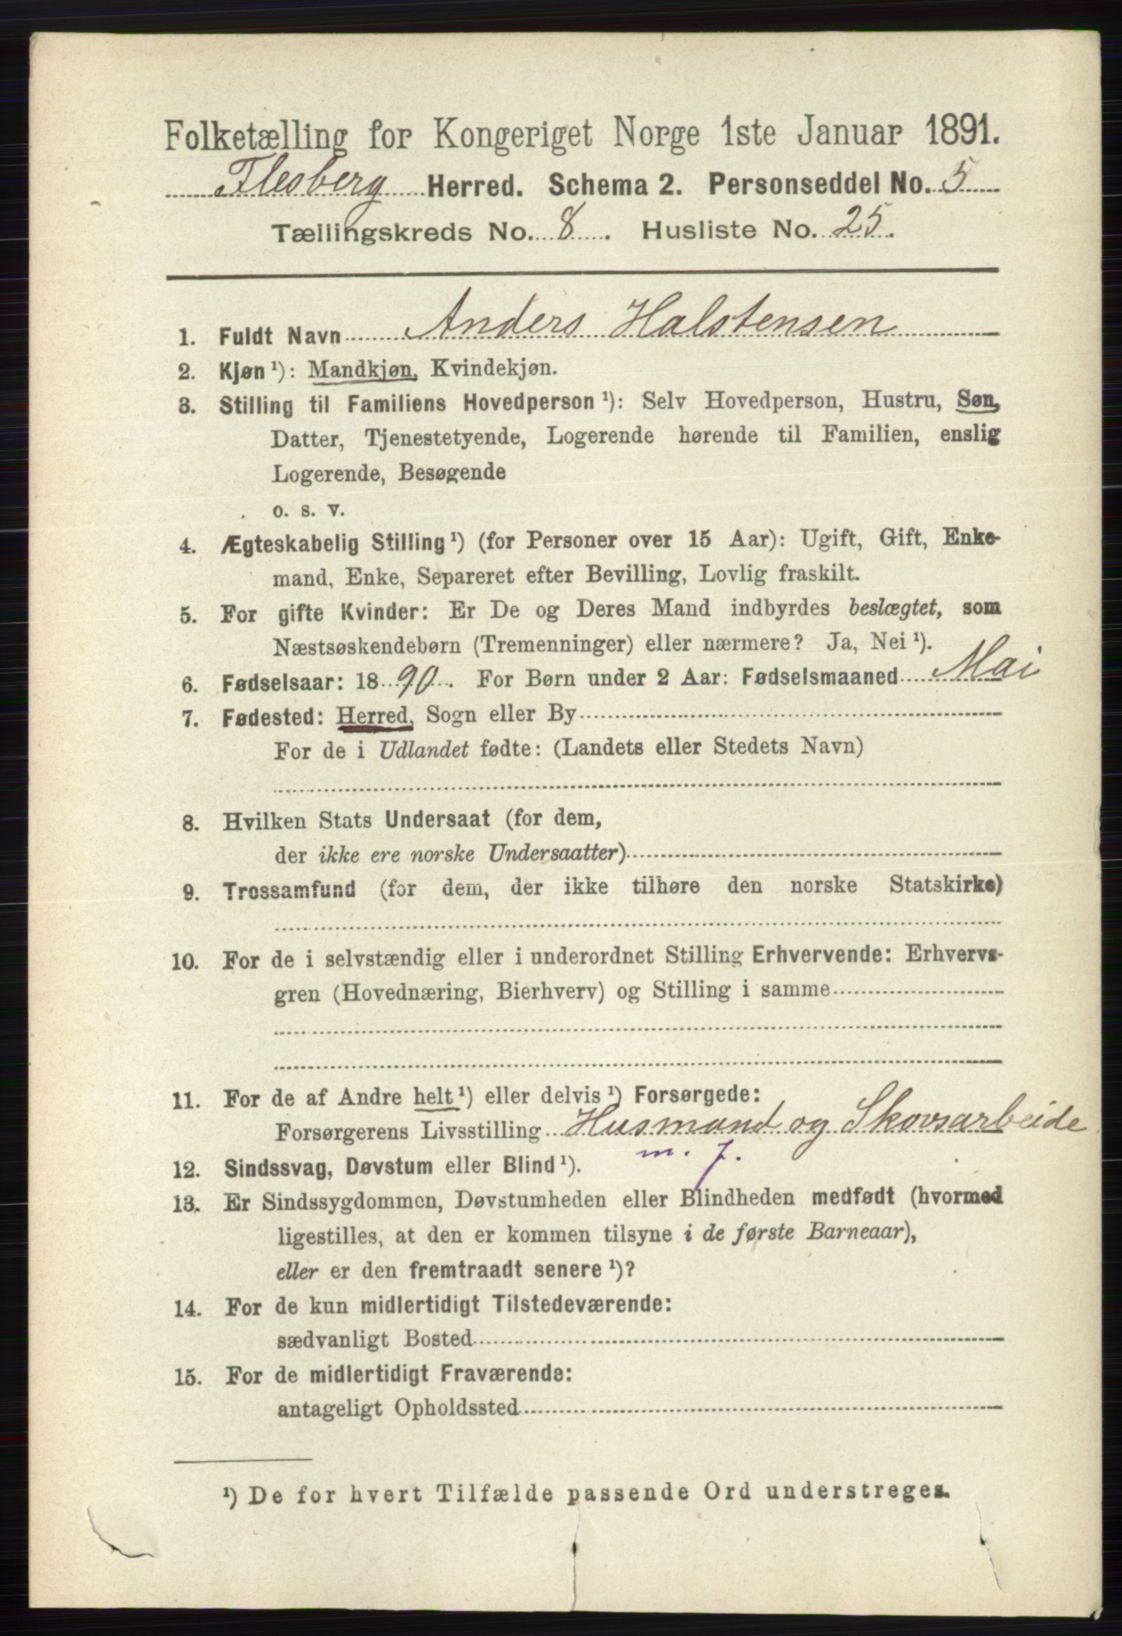 Folketælling for Kongeriget Norge 1ste Januar 1891.
Flesberg Herred. Schema 2. Personseddel No. 5
Tællingskreds No. 8. Husliste No. 25.
1. Fuldt Navn Anders Halstensen
2. Kjøn ¹): Mandkjøn, Kvindekjøn.
3. Stilling til Familiens Hovedperson ¹): Selv Hovedperson, Hustru, Søn,
Datter, Tjenestetyende, Logerende hørende til Familien, enslig
Logerende, Besøgende
o. s. v.
4. Ægteskabelig Stilling ¹) (for Personer over 15 Aar): Ugift, Gift, Enke-
mand, Enke, Separeret efter Bevilling, Lovlig fraskilt.
5. For gifte Kvinder: Er De og Deres Mand indbyrdes beslægtet, som
Næstsøskendebørn (Tremenninger) eller nærmere? Ja, Nei ¹).
6. Fødselsaar: 1890. For Børn under 2 Aar: Fødselsmaaned Mai
7. Fødested: Herred, Sogn eller By
For de i Udlandet fødte: (Landets eller Stedets Navn)
8. Hvilken Stats Undersaat (for dem,
der ikke ere norske Undersaatter)
9. Trossamfund (for dem, der ikke tilhøre den norske Statskirke)
10. For de i selvstændig eller i underordnet Stilling Erhvervende: Erhvervs-
gren (Hovednæring, Bierhverv) og Stilling i samme
11. For de af Andre helt ¹) eller delvis ¹) Forsørgede:
Forsørgerens Livsstilling Husmand og Skovsarbeide
m. j.
12. Sindssvag, Døvstum eller Blind ¹).
13. Er Sindssygdommen, Døvstumheden eller Blindheden medfødt (hvormed
ligestilles, at den er kommen tilsyne i de første Barneaar),
eller er den fremtraadt senere ¹)?
14. For de kun midlertidigt Tilstedeværende:
sædvanligt Bosted
15. For de midlertidigt Fraværende:
antageligt Opholdssted
¹) De for hvert Tilfælde passende Ord understreges.